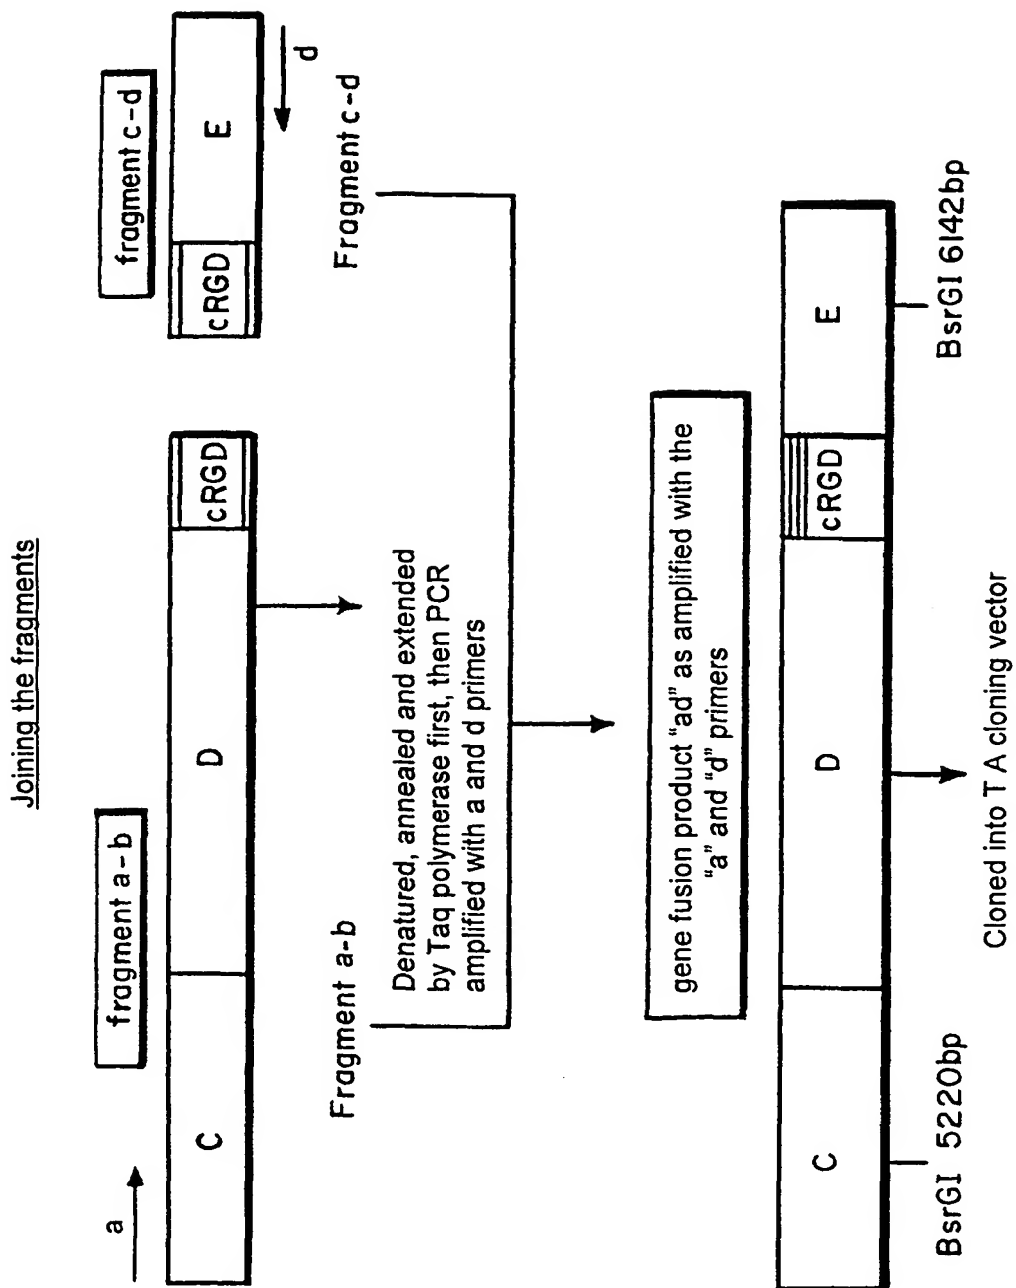 Joining the fragments
fragment a-b
fragment c-d
a
C
D
cRGD
cRGD
E
d
Fragment a-b
Denatured, annealed and extended
by Taq polymerase first, then PCR
amplified with a and d primers
Fragment c-d
gene fusion product "ad" as amplified with the
"a" and "d" primers
C
D
cRGD
E
BsrGI 5220bp
BsrGI 6142bp
Cloned into T A cloning vector